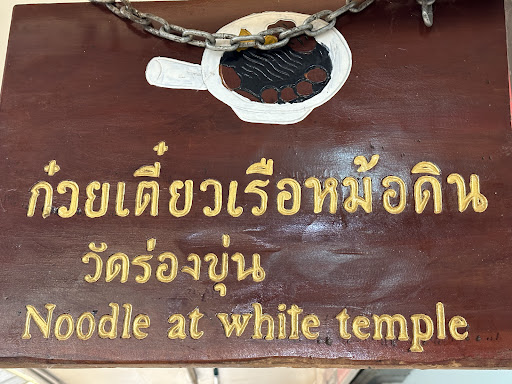 ก๋วยเตี๋ยวเรือหม้อดิน
วัดร่องขุ่น
Noodle at white temple